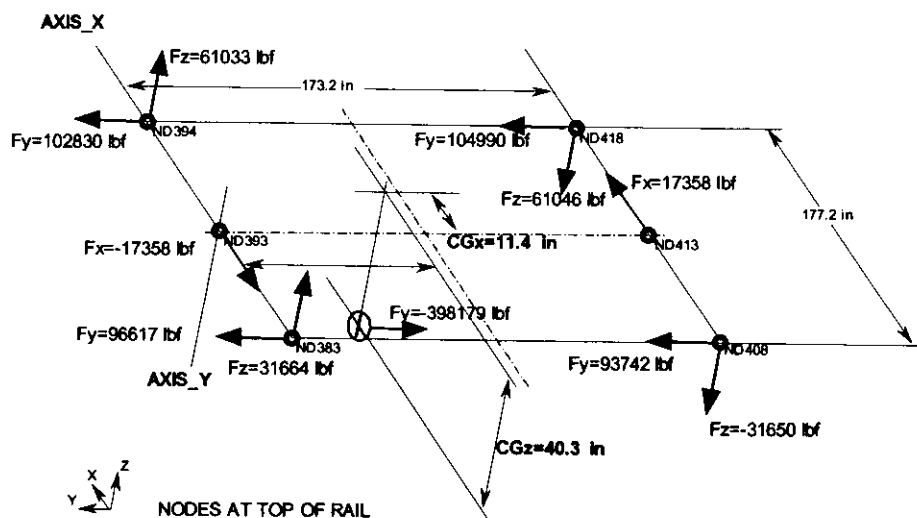 AXIS_X
Fz=61033 lbf
173.2 in
ND394
Fy=102830 lbf
Fy=104990 lbf
ND418
Fz=61046 lbf
Fx=17358 lbf
177.2 in
CGx=11.4 in
ND393
ND413
Fx=-17358 lbf
Fy=-398179 lbf
Fy=96617 lbf
ND383
Fz=31664 lbf
Fy=93742 lbf
ND408
AXIS_Y
Fz=-31650 lbf
CGz=40.3 in
X
Z
Y
NODES AT TOP OF RAIL